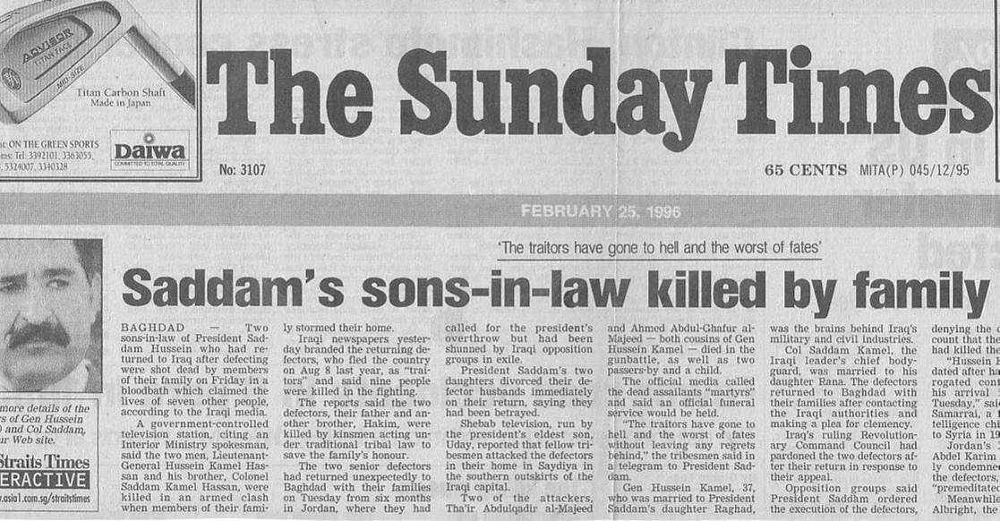 ADVISOR
TITAN FACE
MID-SIZE
Titan Carbon Shaft
Made in Japan
ON THE GREEN SPORTS
Tel: 3392101, 3363055,
5324007, 3340328
Daiwa
COMMITTED TO TOTAL QUALITY
The Sunday Times
No: 3107
65 CENTS MITA(P) 045/12/95
FEBRUARY 25, 1996
'The traitors have gone to hell and the worst of fates'
Saddam's sons-in-law killed by family
more details of the
rs of Gen Hussein
and Col Saddam,
ur Web site.
Straits Times
ERACTIVE
.asia1.com.sg/straitstimes
BAGHDAD — Two
sons-in-law of President Sad-
dam Hussein who had re-
turned to Iraq after defecting
were shot dead by members
of their family on Friday in a
bloodbath which claimed the
lives of seven other people,
according to the Iraqi media.
A government-controlled
television station, citing an
Interior Ministry spokesman,
said the two men, Lieutenant-
General Hussein Kamel Has-
san and his brother, Colonel
Saddam Kamel Hassan, were
killed in an armed clash
when members of their fami-
ly stormed their home.
Iraqi newspapers yester-
day branded the returning de-
fectors, who fled the country
on Aug 8 last year, as "trai-
tors" and said nine people
were killed in the fighting.
The reports said the two
defectors, their father and an-
other brother, Hakim, were
killed by kinsmen acting un-
der traditional tribal law to
save the family's honour.
The two senior defectors
had returned unexpectedly to
Baghdad with their families
on Tuesday from six months
in Jordan, where they had
called for the president's
overthrow but had been
shunned by Iraqi opposition
groups in exile.
President Saddam's two
daughters divorced their de-
fector husbands immediately
on their return, saying they
had been betrayed.
Shebab television, run by
the president's eldest son
Uday, reported that fellow tri-
besmen attacked the defectors
in their home in Saydiya in
the southern outskirts of the
Iraqi capital.
Two of the attackers,
Tha'ir Abdulqadir al-Majeed
and Ahmed Abdul-Ghafur al-
Majeed — both cousins of Gen
Hussein Kamel — died in the
gunbattle, as well as two
passers-by and a child.
The official media called
the dead assailants "martyrs"
and said an official funeral
service would be held.
"The traitors have gone to
hell and the worst of fates
without leaving any regrets
behind," the tribesmen said in
a telegram to President Sad-
dam.
Gen Hussein Kamel, 37,
who was married to President
Saddam's daughter Raghad,
was the brains behind Iraq's
military and civil industries.
Col Saddam Kamel, the
Iraqi leader's chief body-
guard, was married to his
daughter Rana. The defectors
returned to Baghdad with
their families after contacting
the Iraqi authorities and
making a plea for clemency.
Iraq's ruling Revolution-
ary Command Council had
pardoned the two defectors af-
ter their return in response to
their appeal.
Opposition groups said
President Saddam ordered
the execution of the defectors,
denying the
count that the
had killed the
"Hussein
dated after h
rogated cont
his arrival
Tuesday," sai
Samarrai, a
telligence
to Syria in 19
Jordan's
Abdel Karim
ly condemne
the defectors,
"premeditate
Meanwhile
Albright, the